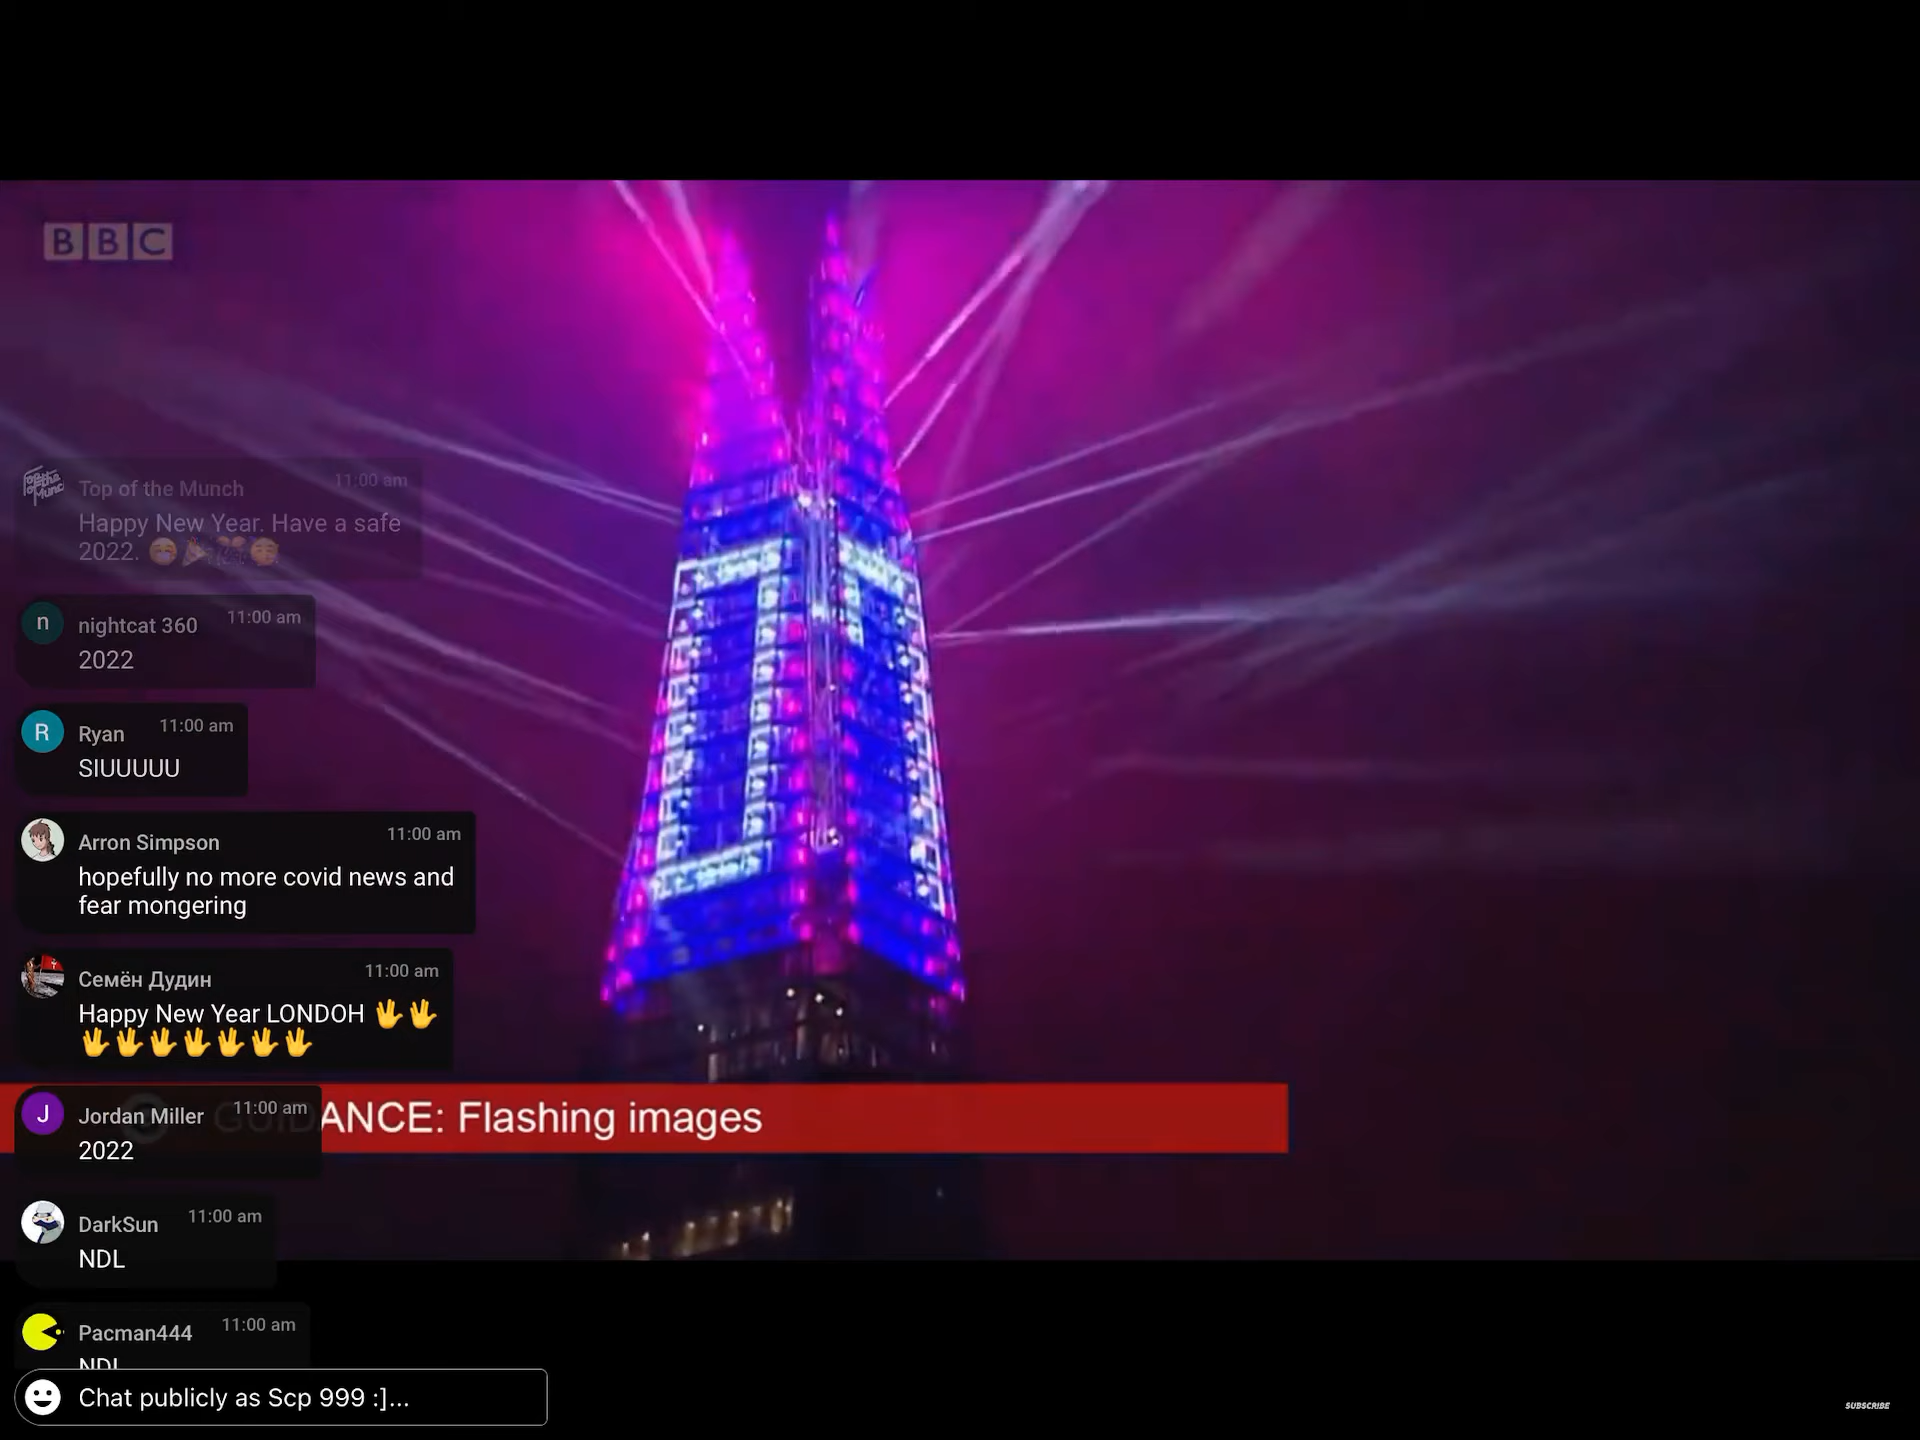 BBC
Top of the Munch 11:00 am
Happy New Year. Have a safe
2022. 😁🎉🥳
nightcat 360 11:00 am
2022
Ryan 11:00 am
SIUUUUU
Arron Simpson 11:00 am
hopefully no more covid news and
fear mongering
Семён Дудин 11:00 am
Happy New Year LONDOH 🖖🖖
🖖🖖🖖🖖🖖🖖🖖
GUIDANCE: Flashing images
Jordan Miller 11:00 am
2022
DarkSun 11:00 am
NDL
Pacman444 11:00 am
NDL
Chat publicly as Scp 999 :]...
SUBSCRIBE